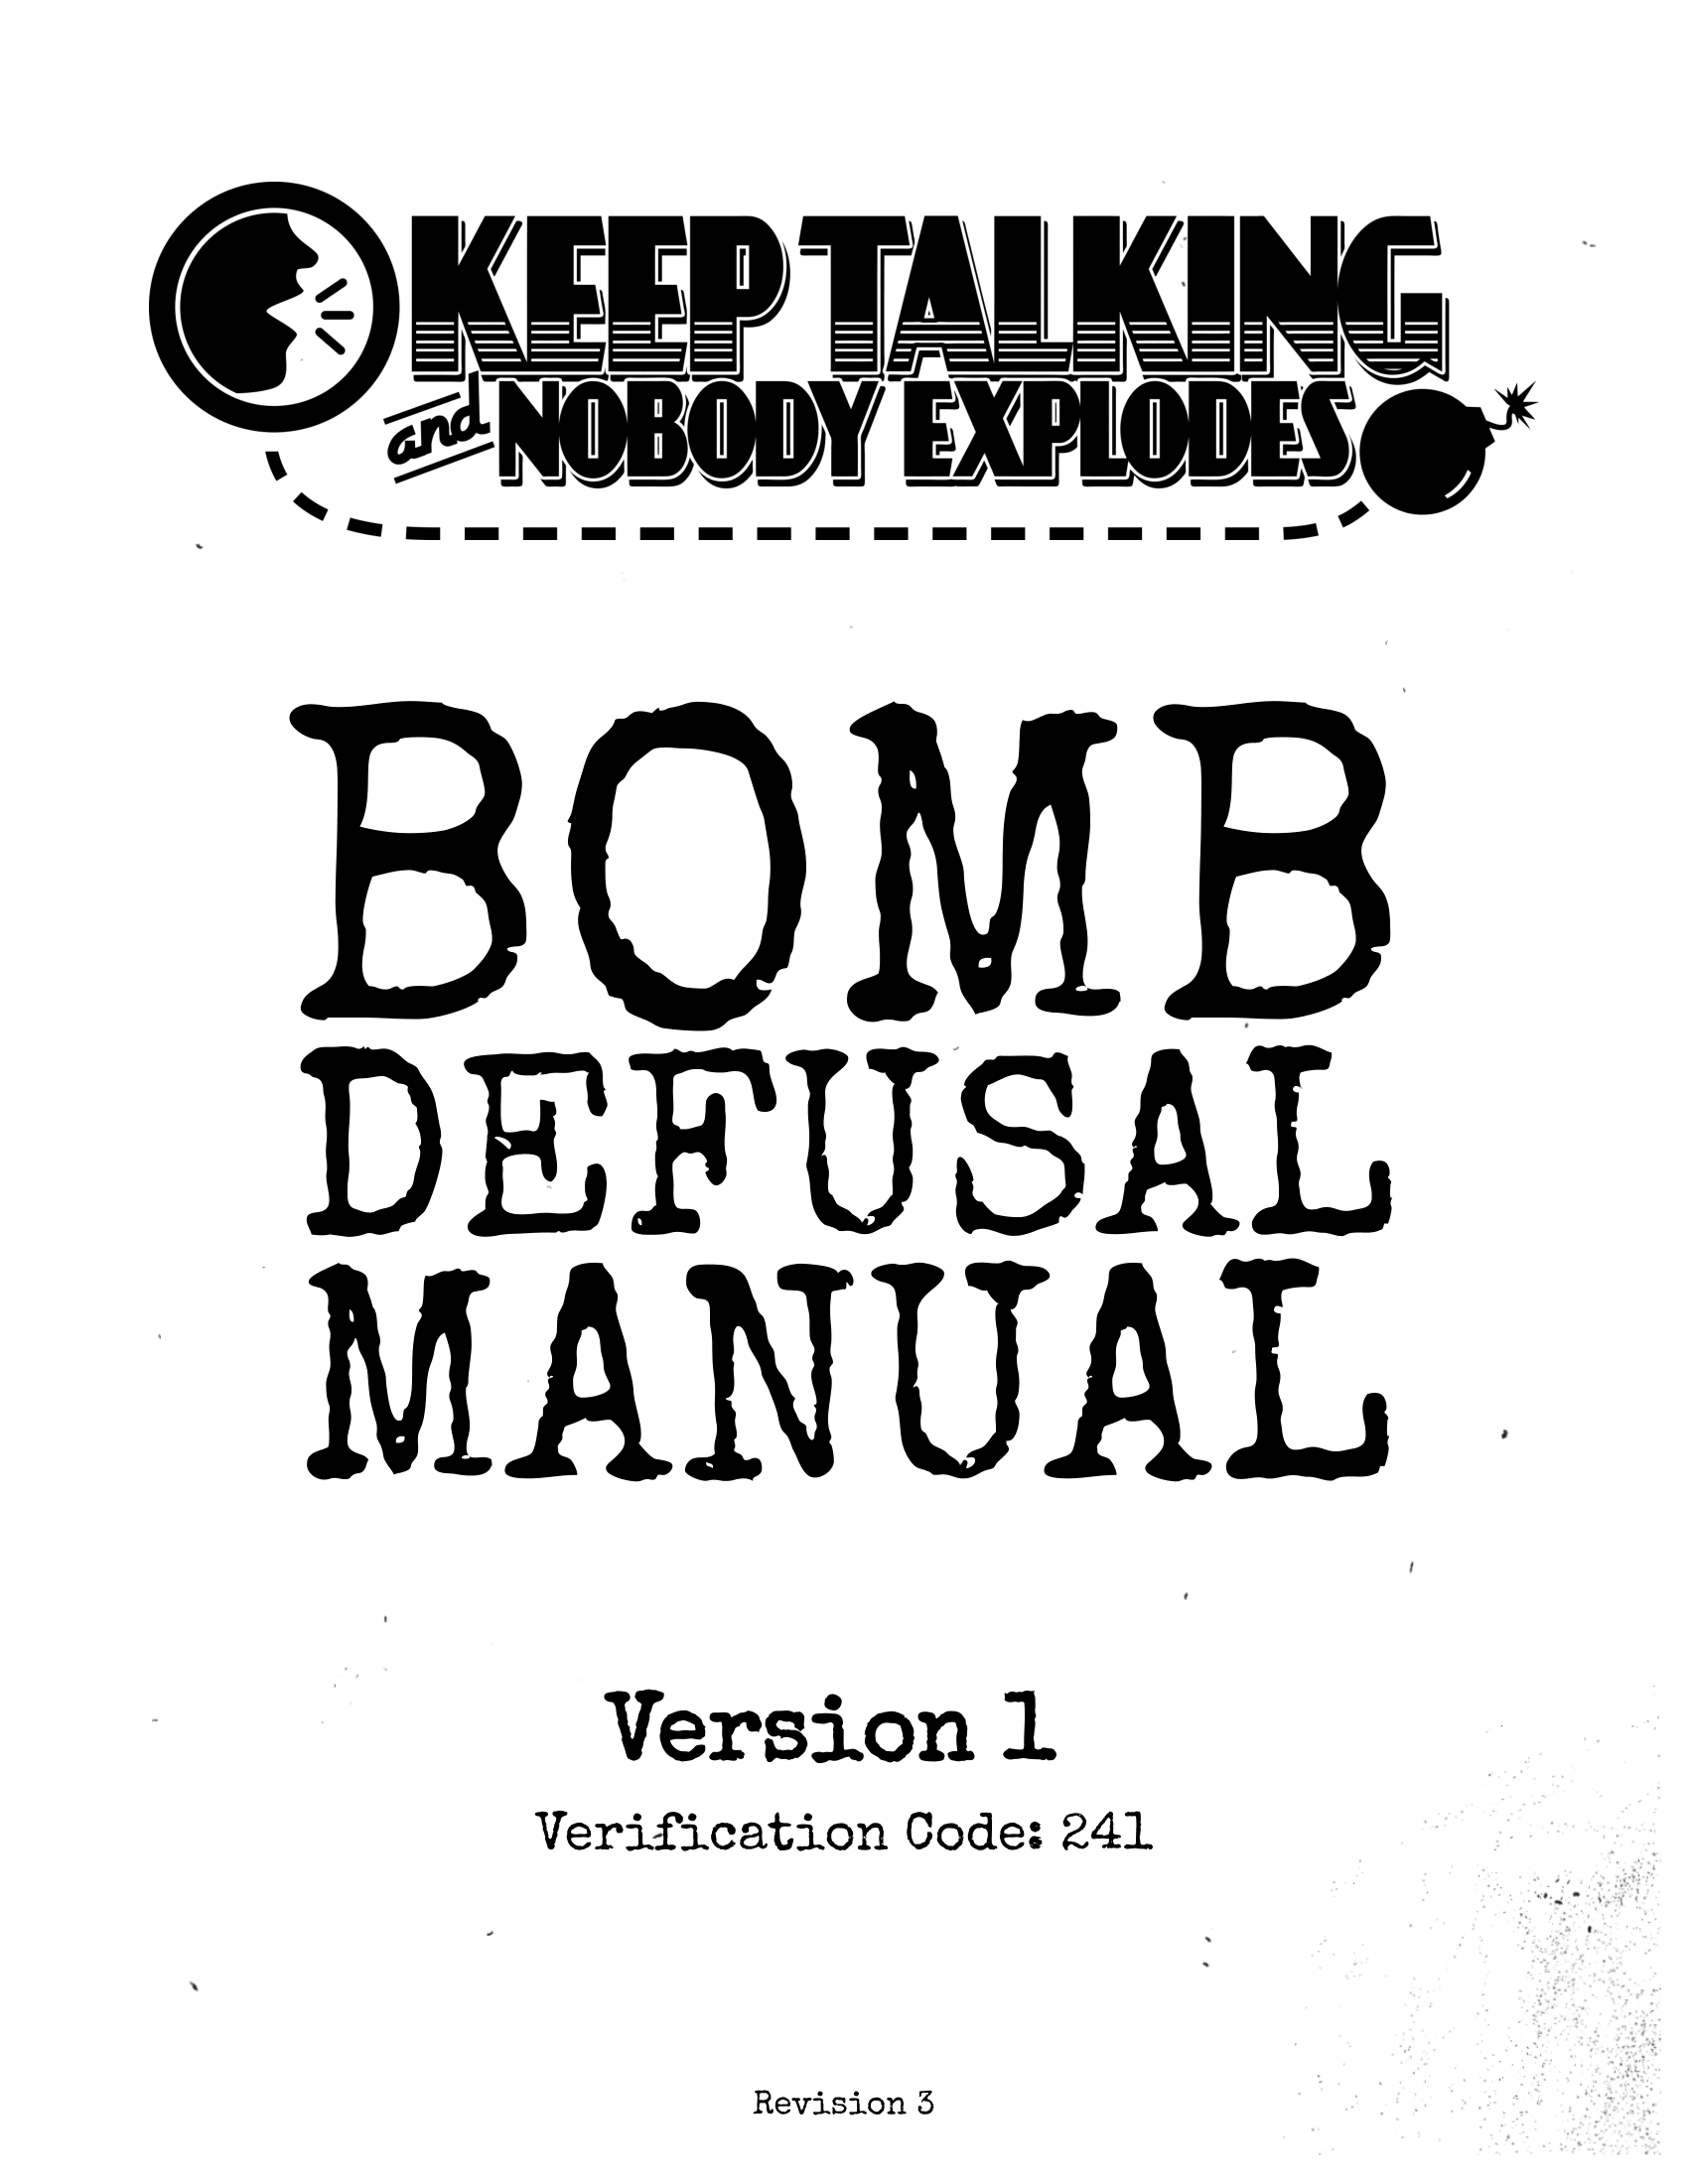 KEEP TALKING
and NOBODY EXPLODES
BOMB
DEFUSAL
MANUAL
Version 1
Verification Code: 241
Revision 3